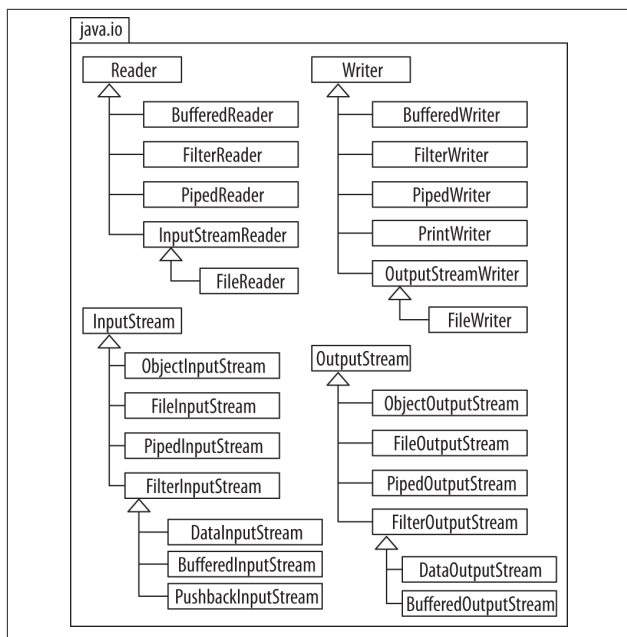 java.io
Reader
BufferedReader
FilterReader
PipedReader
InputStreamReader
FileReader
Writer
BufferedWriter
FilterWriter
PipedWriter
PrintWriter
OutputStreamWriter
FileWriter
InputStream
ObjectInputStream
FileInputStream
PipedInputStream
FilterInputStream
DataInputStream
BufferedInputStream
PushbackInputStream
OutputStream
ObjectOutputStream
FileOutputStream
PipedOutputStream
FilterOutputStream
DataOutputStream
BufferedOutputStream